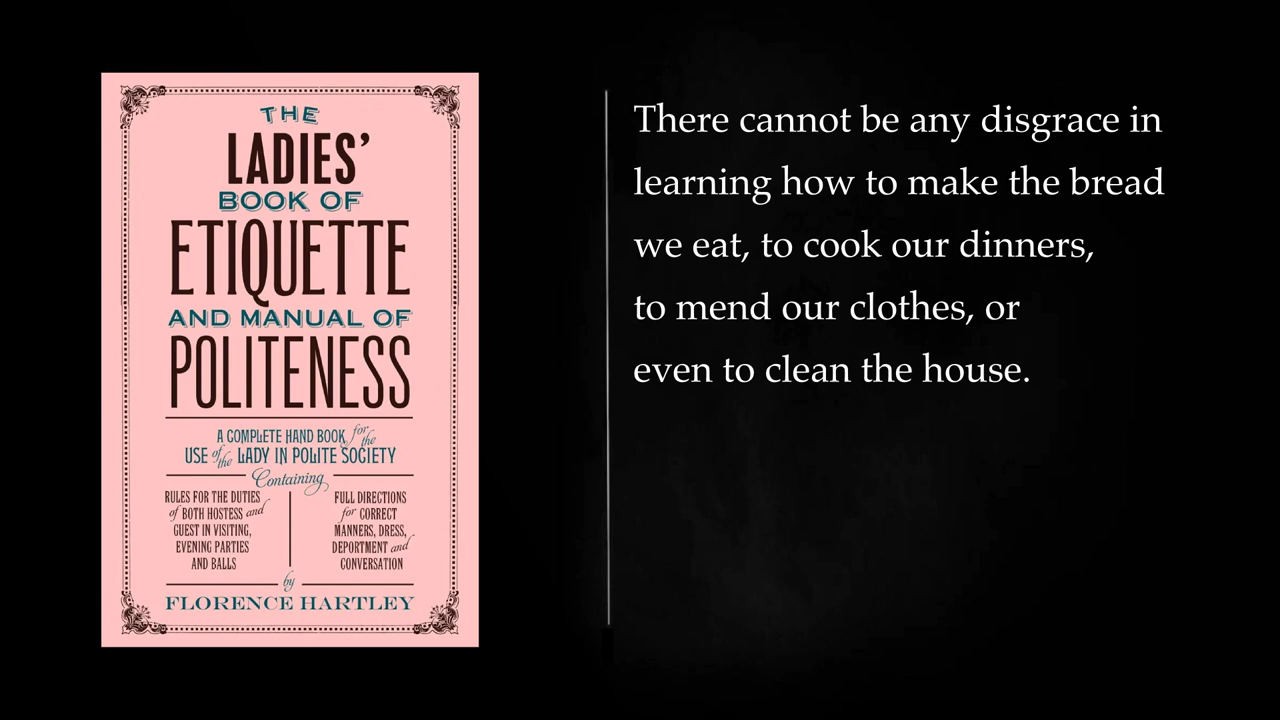 THE
LADIES'
BOOK OF
ETIQUETTE
AND MANUAL OF
POLITENESS
A COMPLETE HAND BOOK for the
USE of the LADY IN POLITE SOCIETY
Containing
RULES FOR THE DUTIES
of BOTH HOSTESS and
GUEST IN VISITING,
EVENING PARTIES
AND BALLS
FULL DIRECTIONS
for CORRECT
MANNERS, DRESS,
DEPORTMENT and
CONVERSATION
by
FLORENCE HARTLEY
There cannot be any disgrace in
learning how to make the bread
we eat, to cook our dinners,
to mend our clothes, or
even to clean the house.